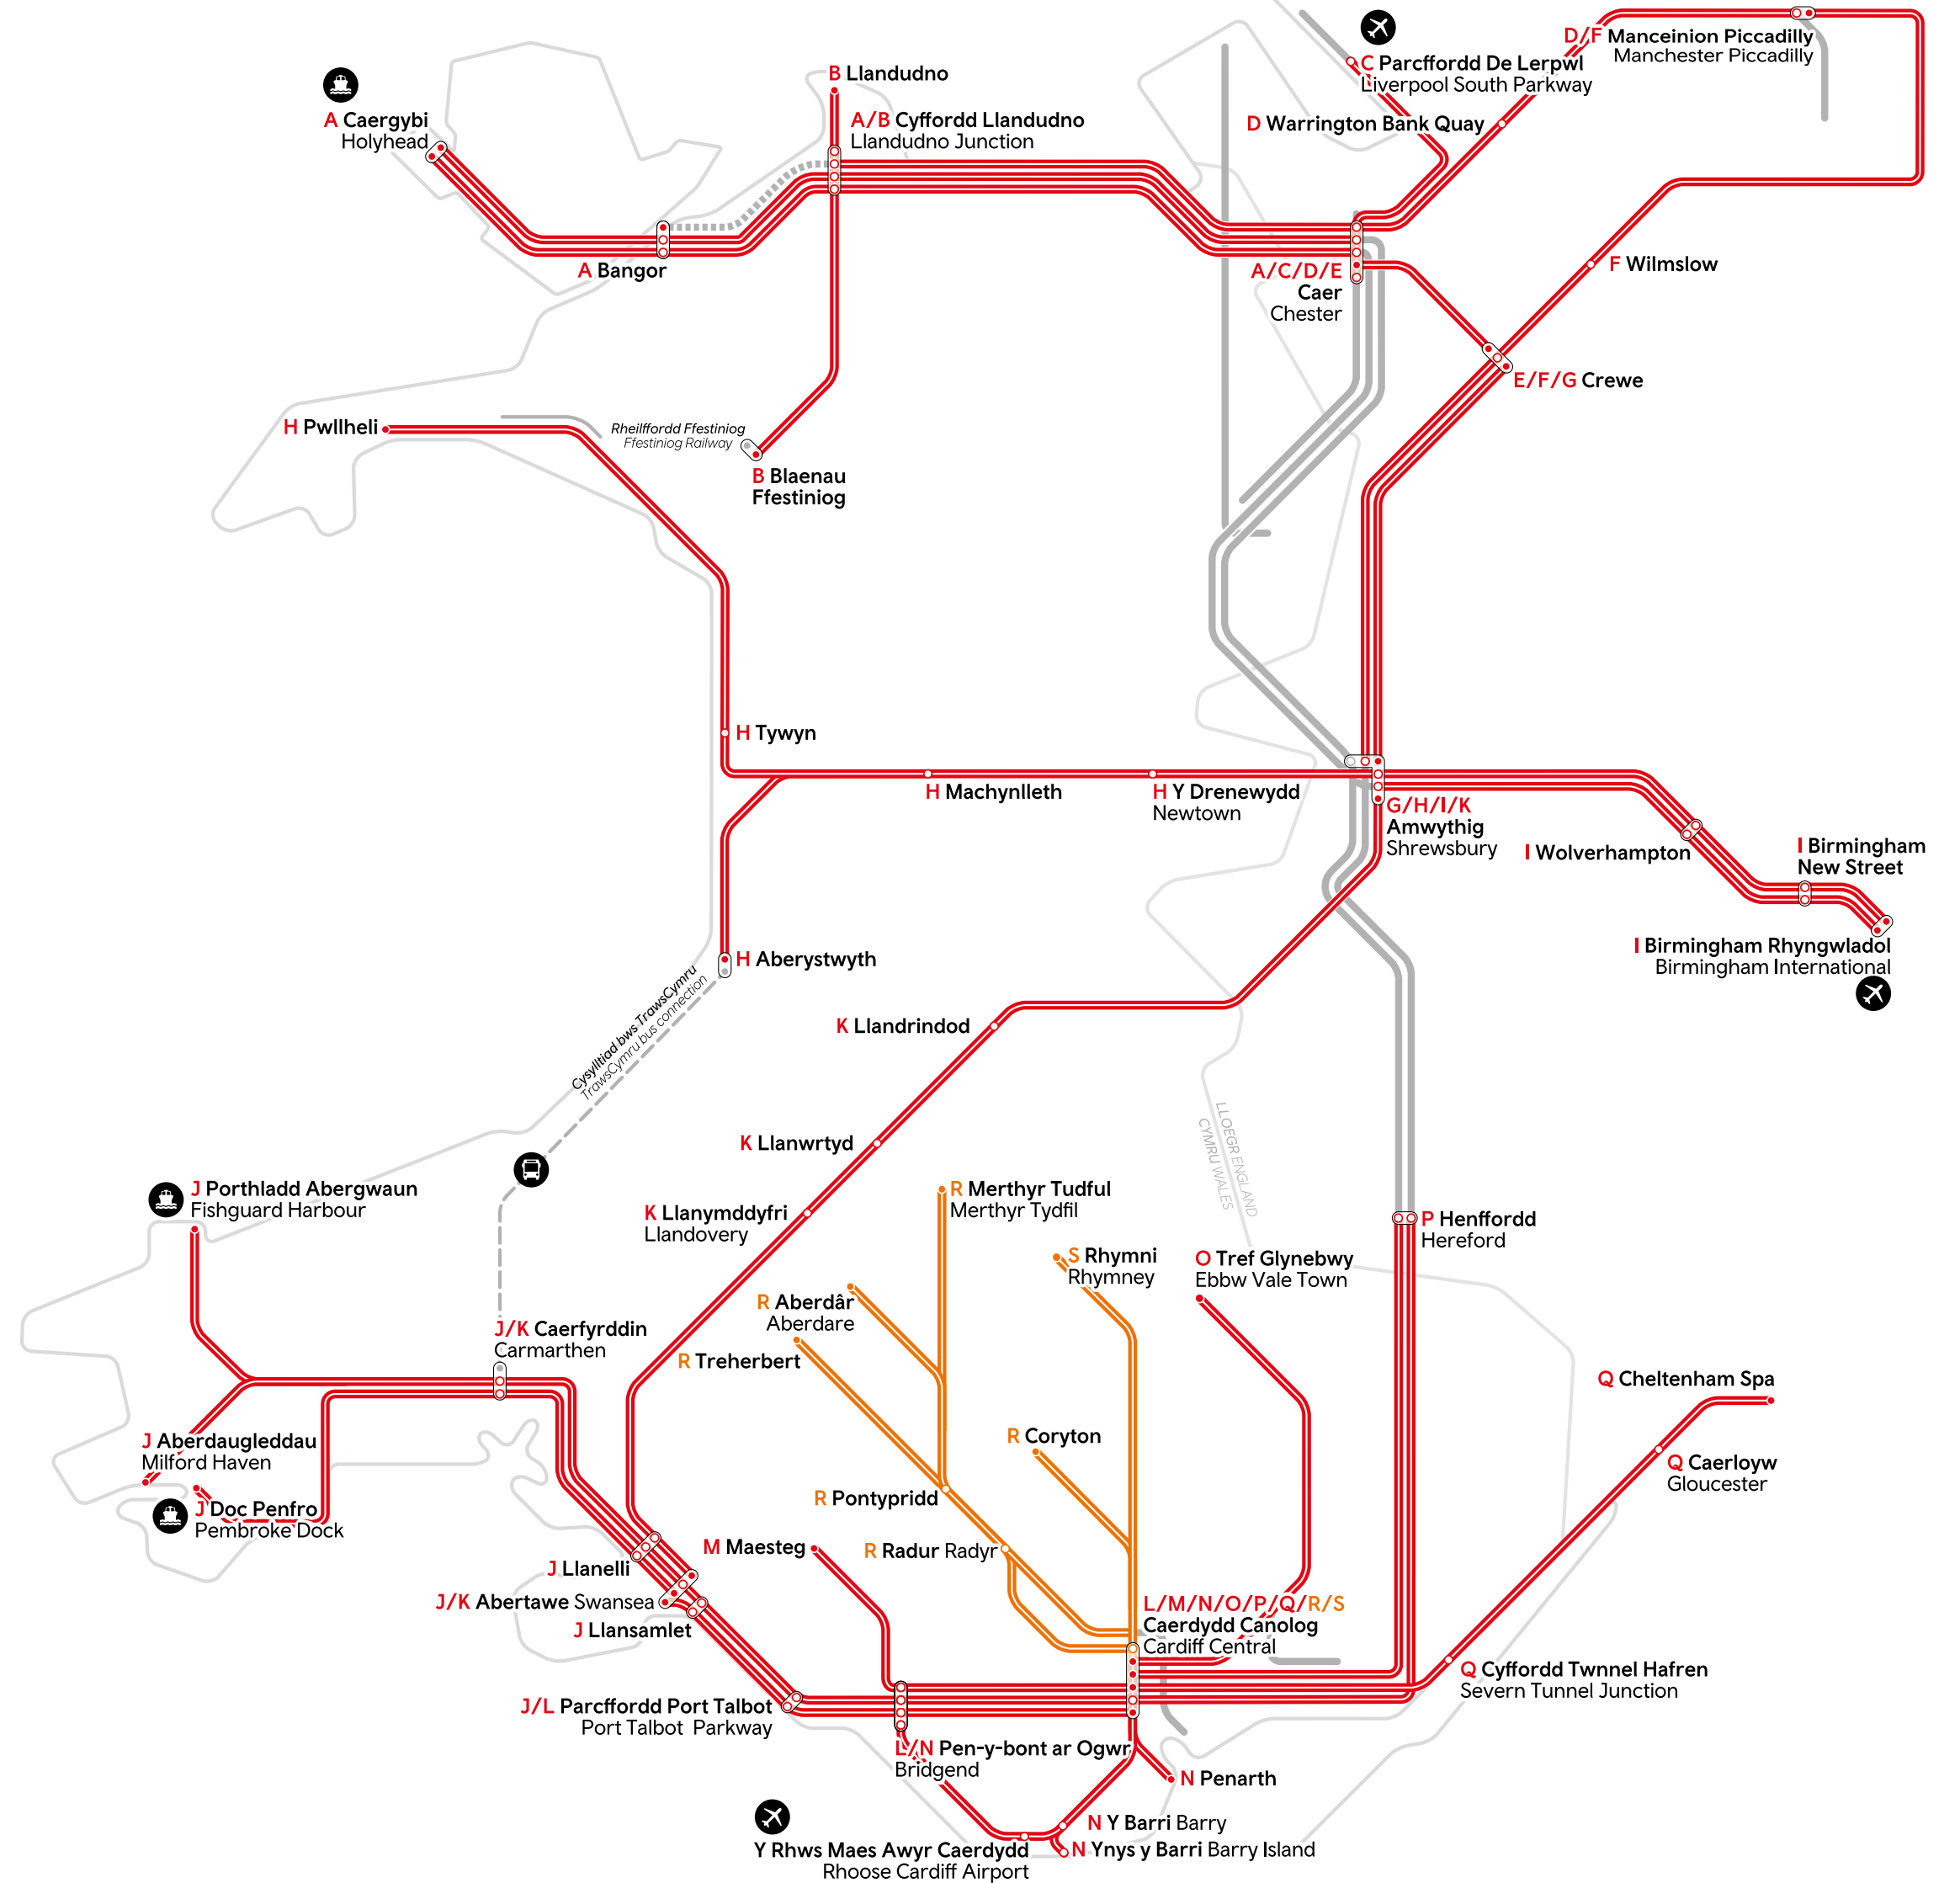 D/F Manceinion Piccadilly
Manchester Piccadilly
C Parcffordd De Lerpwl
Liverpool South Parkway
B Llandudno
A Caergybi
Holyhead
A/B Cyffordd Llandudno
Llandudno Junction
D Warrington Bank Quay
A Bangor
A/C/D/E
Caer
Chester
F Wilmslow
E/F/G Crewe
H Pwllheli
Rheilffordd Ffestiniog
Ffestiniog Railway
B Blaenau
Ffestiniog
H Tywyn
H Machynlleth
H Y Drenewydd
Newtown
G/H/I/K
Amwythig
Shrewsbury
I Wolverhampton
I Birmingham
New Street
I Birmingham Rhyngwladol
Birmingham International
H Aberystwyth
Cysylltiad bws TrawsCymru
TrawsCymru bus connection
K Llandrindod
K Llanwrtyd
LLOEGR ENGLAND
CYMRU WALES
J Porthladd Abergwaun
Fishguard Harbour
K Llanymddyfri
Llandovery
R Merthyr Tudful
Merthyr Tydfil
P Henffordd
Hereford
S Rhymni
Rhymney
O Tref Glynebwy
Ebbw Vale Town
R Aberdâr
Aberdare
J/K Caerfyrddin
Carmarthen
R Treherbert
Q Cheltenham Spa
J Aberdaugleddau
Milford Haven
R Coryton
Q Caerloyw
Gloucester
R Pontypridd
J Doc Penfro
Pembroke Dock
M Maesteg
R Radur Radyr
J Llanelli
J/K Abertawe Swansea
J Llansamlet
L/M/N/O/P/Q/R/S
Caerdydd Canolog
Cardiff Central
Q Cyffordd Twnnel Hafren
Severn Tunnel Junction
J/L Parcffordd Port Talbot
Port Talbot Parkway
L/N Pen-y-bont ar Ogwr
Bridgend
N Penarth
N Y Barri Barry
Y Rhws Maes Awyr Caerdydd
Rhoose Cardiff Airport
N Ynys y Barri Barry Island